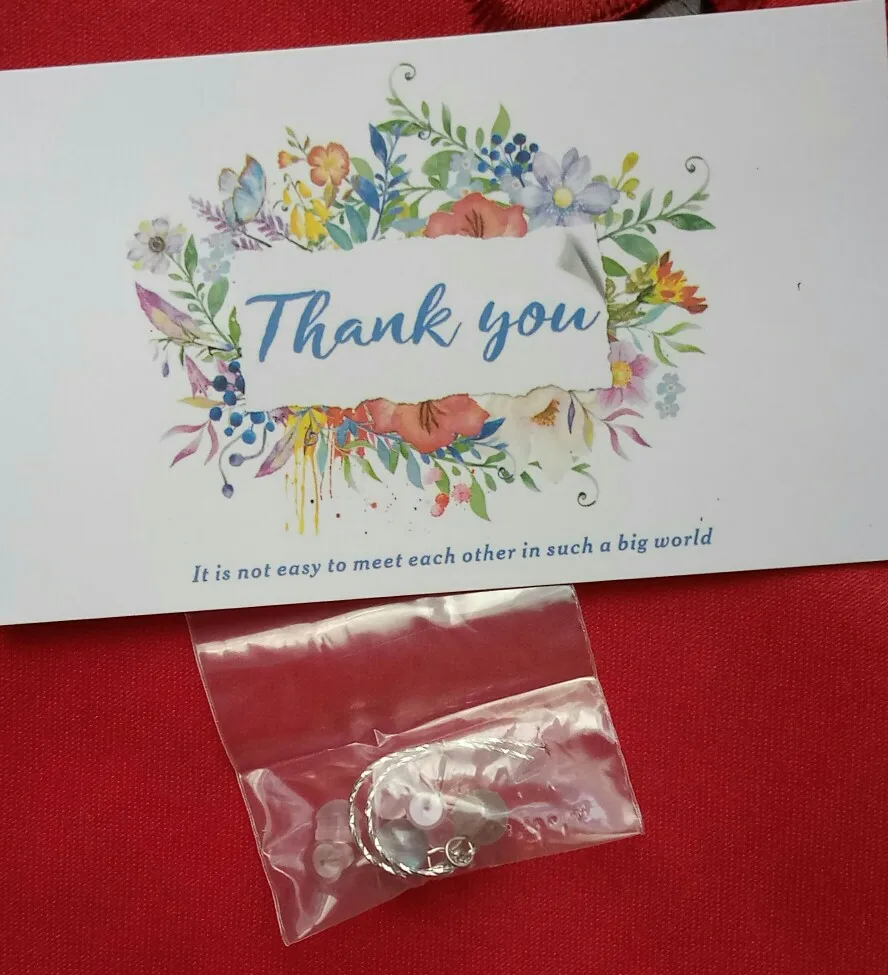 Thank you
It is not easy to meet each other in such a big world